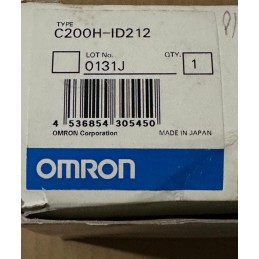 TYPE
C200H-ID212
LOT No. QTY.
0131J 1
4 536854 305450
OMRON Corporation MADE IN JAPAN
OMRON